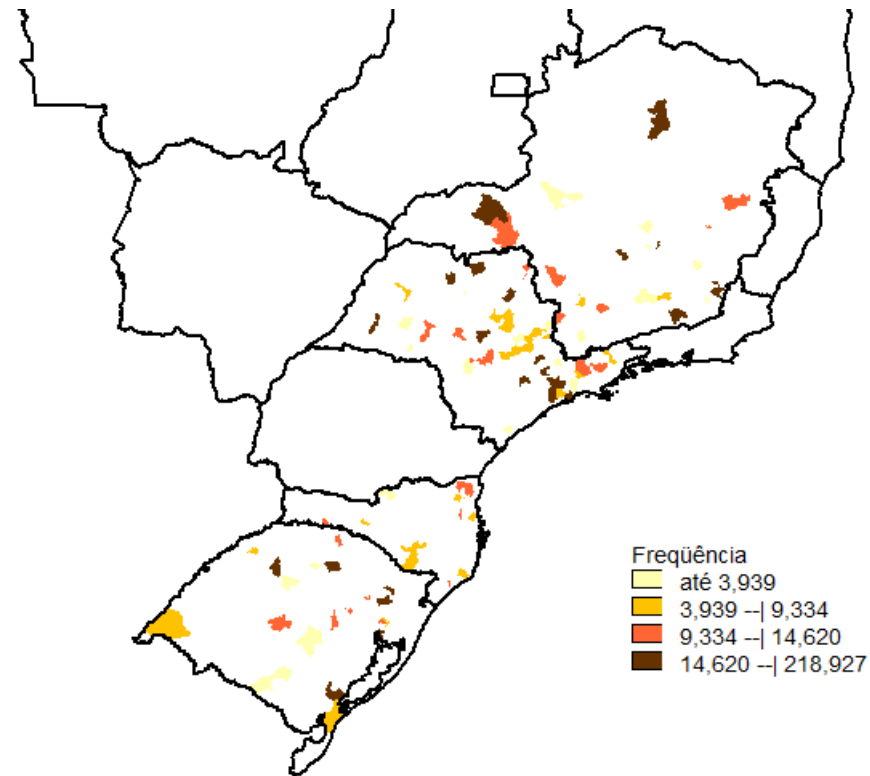 Freqüência
até 3,939
3,939 --| 9,334
9,334 --| 14,620
14,620 --| 218,927